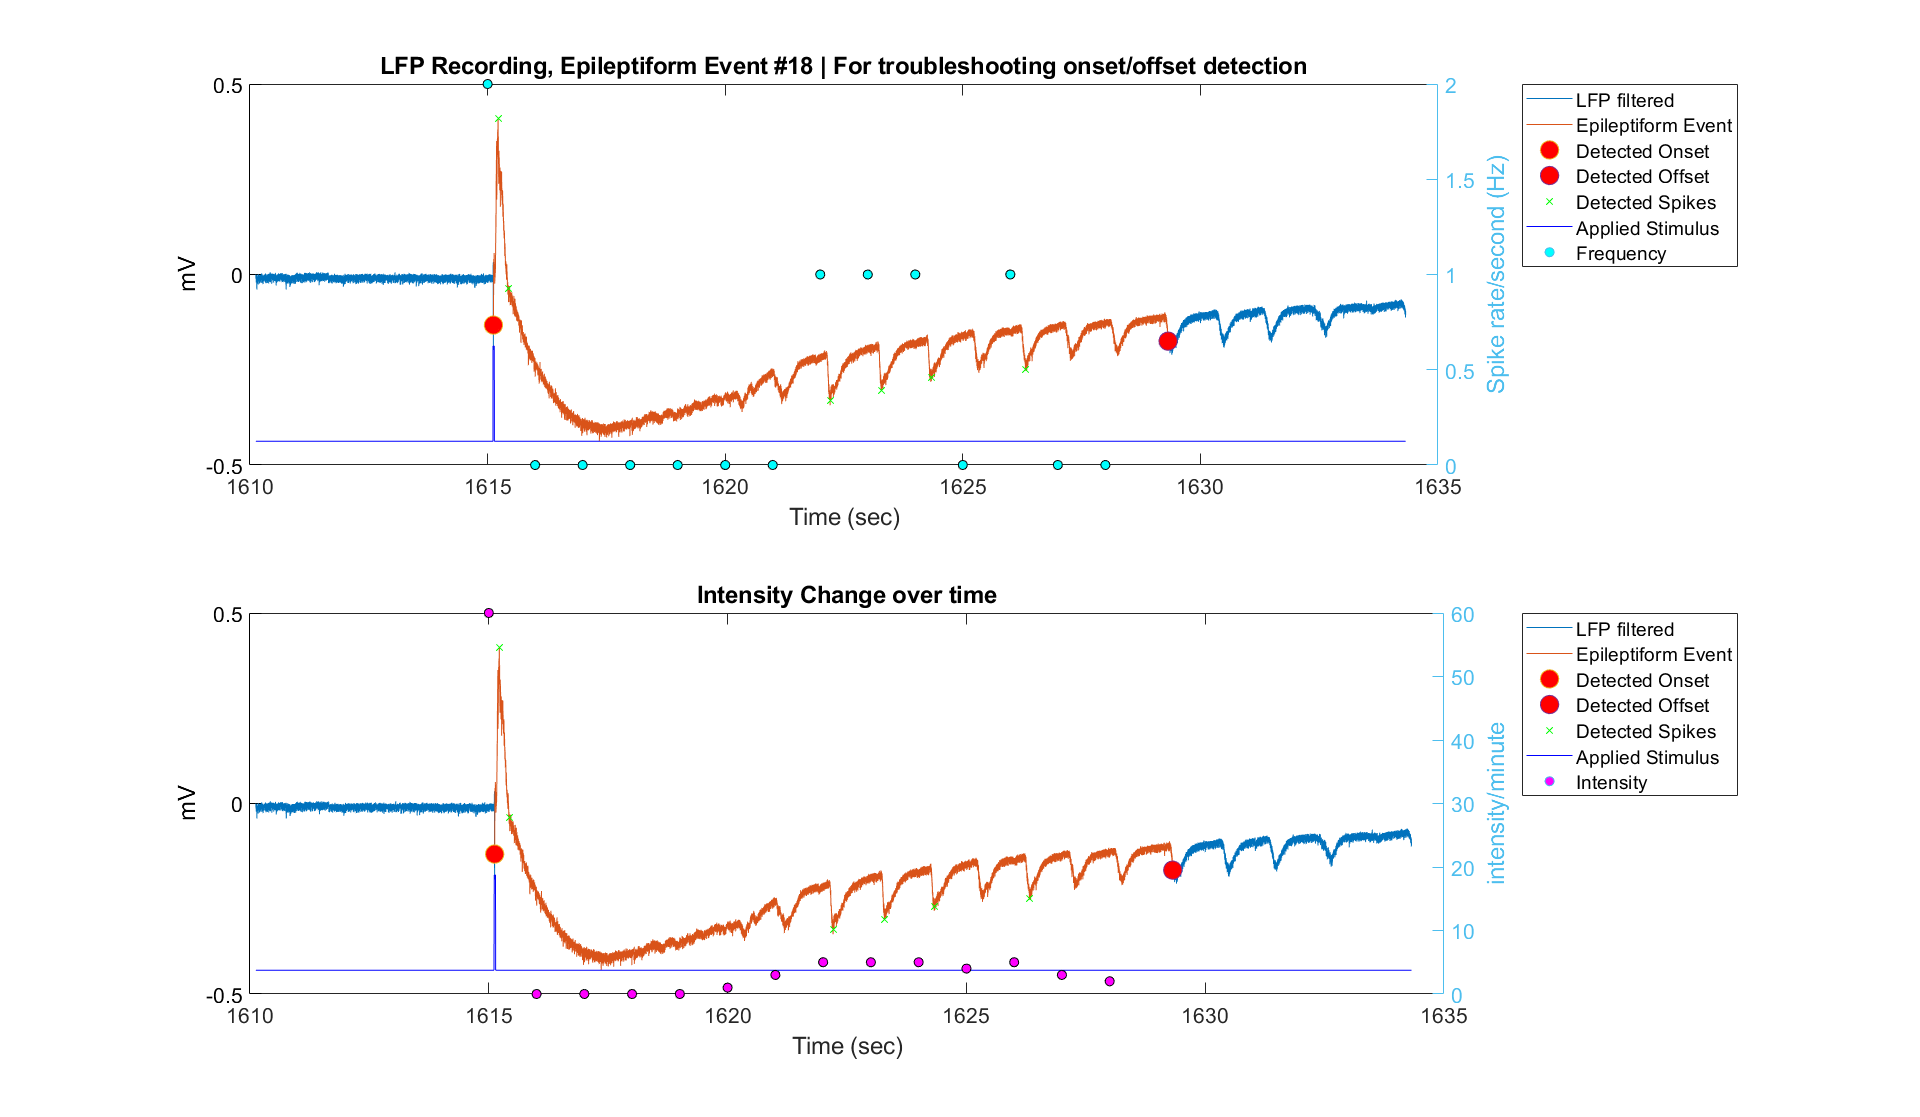 LFP Recording, Epileptiform Event #18 | For troubleshooting onset/offset detection
0.5
0
-0.5
mV
1610
1615
1620
1625
1630
1635
Time (sec)
2
1.5
1
0.5
0
Spike rate/second (Hz)
LFP filtered
Epileptiform Event
Detected Onset
Detected Offset
Detected Spikes
Applied Stimulus
Frequency
Intensity Change over time
0.5
0
-0.5
mV
1610
1615
1620
1625
1630
1635
Time (sec)
60
50
40
30
20
10
0
intensity/minute
LFP filtered
Epileptiform Event
Detected Onset
Detected Offset
Detected Spikes
Applied Stimulus
Intensity